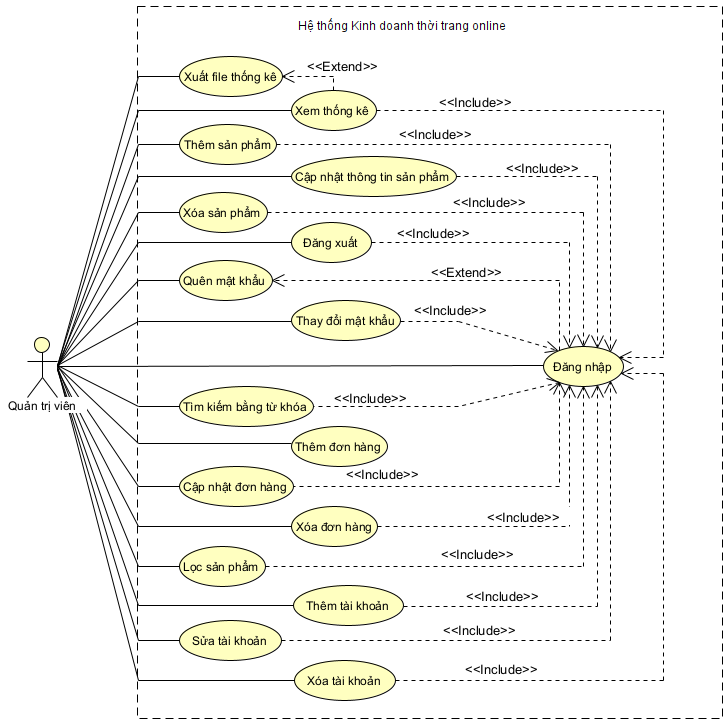 Hệ thống Kinh doanh thời trang online
<<Extend>>
Xuất file thống kê
<<Include>>
Xem thống kê
<<Include>>
Thêm sản phẩm
<<Include>>
Cập nhật thông tin sản phẩm
<<Include>>
Xóa sản phẩm
<<Include>>
Đăng xuất
<<Extend>>
Quên mật khẩu
<<Include>>
Thay đổi mật khẩu
Đăng nhập
Quản trị viên
<<Include>>
Tìm kiếm bằng từ khóa
Thêm đơn hàng
<<Include>>
Cập nhật đơn hàng
<<Include>>
Xóa đơn hàng
<<Include>>
Lọc sản phẩm
<<Include>>
Thêm tài khoản
<<Include>>
Sửa tài khoản
<<Include>>
Xóa tài khoản